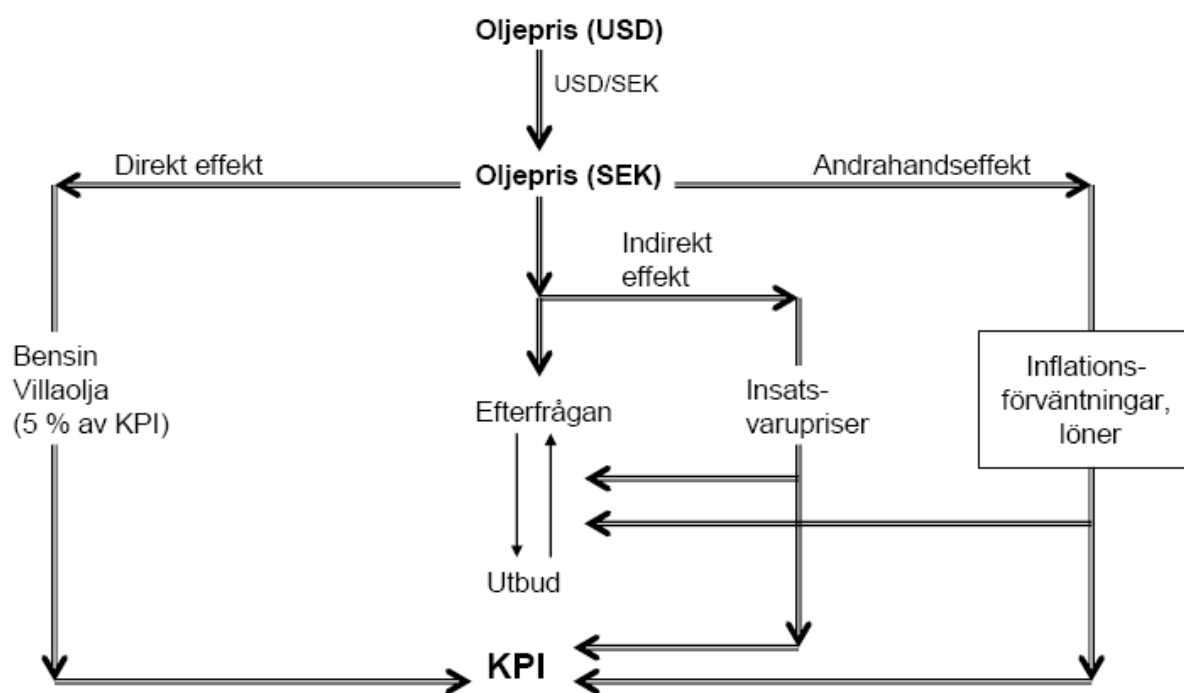 Oljepris (USD)
USD/SEK
Direkt effekt
Oljepris (SEK)
Andrahandseffekt
Indirekt
effekt
Bensin
Villaolja
(5 % av KPI)
Efterfrågan
Insats-
varupriser
Inflations-
förväntningar,
löner
Utbud
KPI